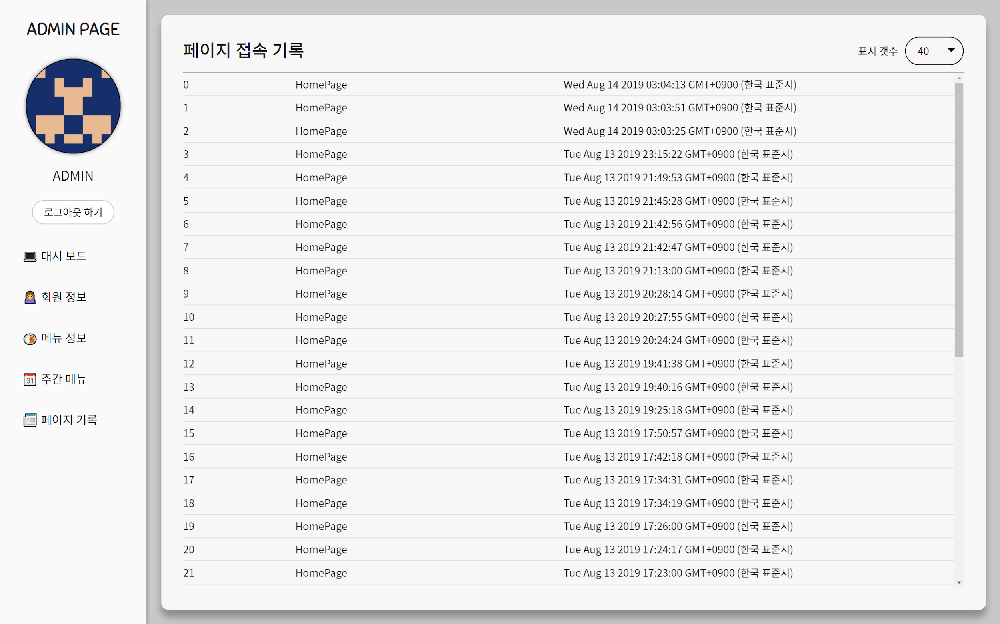 ADMIN PAGE
ADMIN
로그아웃 하기
대시 보드
회원 정보
메뉴 정보
31 주간 메뉴
페이지 기록
페이지 접속 기록
표시 갯수 40
0 HomePage Wed Aug 14 2019 03:04:13 GMT+0900 (한국 표준시)
1 HomePage Wed Aug 14 2019 03:03:51 GMT+0900 (한국 표준시)
2 HomePage Wed Aug 14 2019 03:03:25 GMT+0900 (한국 표준시)
3 HomePage Tue Aug 13 2019 23:15:22 GMT+0900 (한국 표준시)
4 HomePage Tue Aug 13 2019 21:49:53 GMT+0900 (한국 표준시)
5 HomePage Tue Aug 13 2019 21:45:28 GMT+0900 (한국 표준시)
6 HomePage Tue Aug 13 2019 21:42:56 GMT+0900 (한국 표준시)
7 HomePage Tue Aug 13 2019 21:42:47 GMT+0900 (한국 표준시)
8 HomePage Tue Aug 13 2019 21:13:00 GMT+0900 (한국 표준시)
9 HomePage Tue Aug 13 2019 20:28:14 GMT+0900 (한국 표준시)
10 HomePage Tue Aug 13 2019 20:27:55 GMT+0900 (한국 표준시)
11 HomePage Tue Aug 13 2019 20:24:24 GMT+0900 (한국 표준시)
12 HomePage Tue Aug 13 2019 19:41:38 GMT+0900 (한국 표준시)
13 HomePage Tue Aug 13 2019 19:40:16 GMT+0900 (한국 표준시)
14 HomePage Tue Aug 13 2019 19:25:18 GMT+0900 (한국 표준시)
15 HomePage Tue Aug 13 2019 17:50:57 GMT+0900 (한국 표준시)
16 HomePage Tue Aug 13 2019 17:42:18 GMT+0900 (한국 표준시)
17 HomePage Tue Aug 13 2019 17:34:31 GMT+0900 (한국 표준시)
18 HomePage Tue Aug 13 2019 17:34:19 GMT+0900 (한국 표준시)
19 HomePage Tue Aug 13 2019 17:26:00 GMT+0900 (한국 표준시)
20 HomePage Tue Aug 13 2019 17:24:17 GMT+0900 (한국 표준시)
21 HomePage Tue Aug 13 2019 17:23:00 GMT+0900 (한국 표준시)